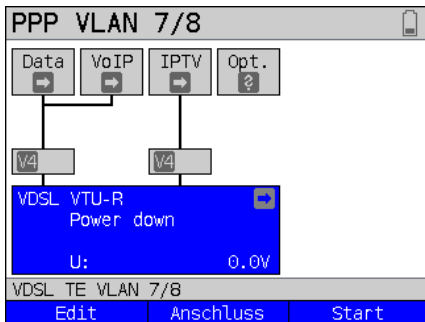 PPP VLAN 7/8
Data VoIP IPTV Opt.
?
V4 V4
VDSL VTU-R
Power down
U: 0.0V
VDSL TE VLAN 7/8
Edit Anschluss Start